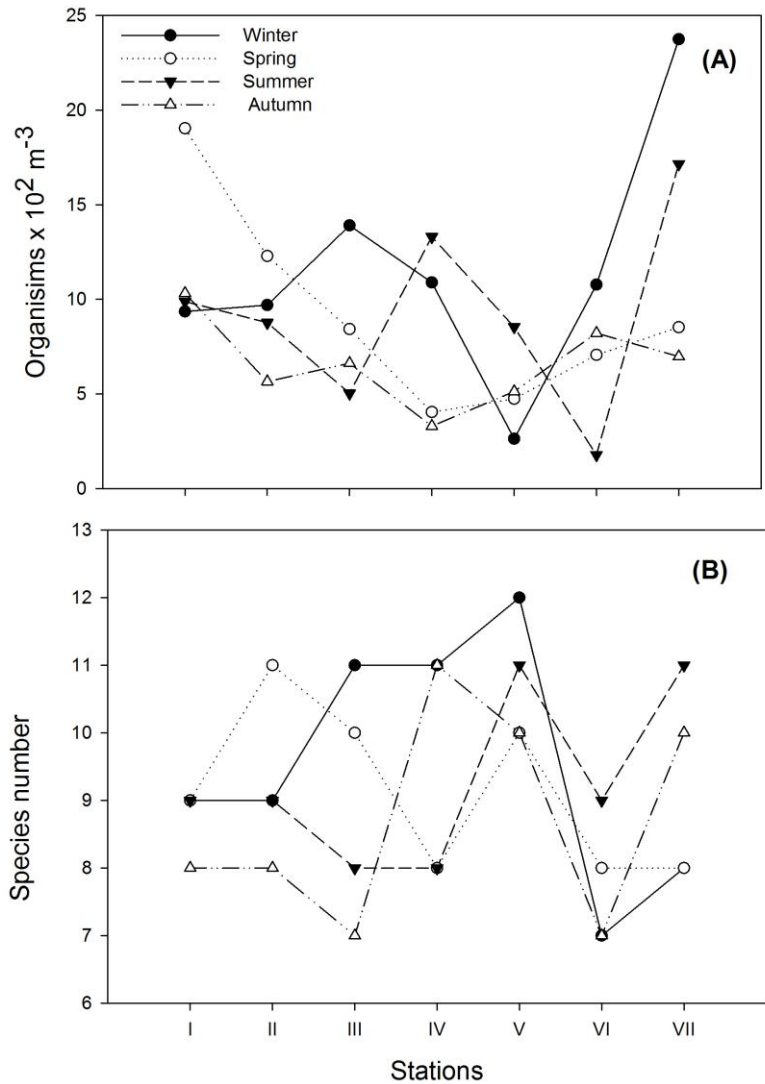 25
20
15
10
5
0
Organisims x 10² m⁻³
Winter
Spring
Summer
Autumn
(A)
13
12
11
10
9
8
7
6
Species number
(B)
I II III IV V VI VII
Stations